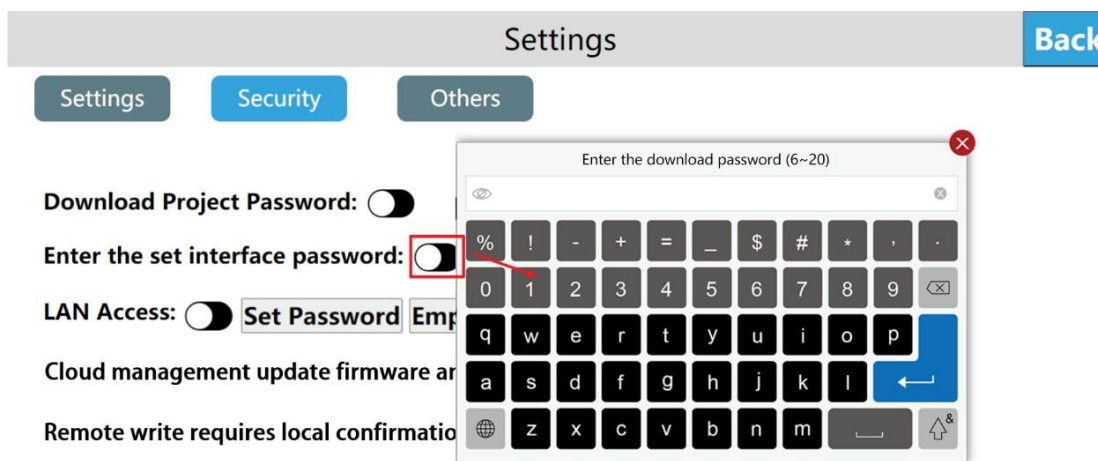 Settings
Back
Settings Security Others
Enter the download password (6~20)
Download Project Password:
Enter the set interface password:
LAN Access: Set Password
Cloud management update firmware
Remote write requires local
% ! - + = _ $ # * , .
0 1 2 3 4 5 6 7 8 9
q w e r t y u i o p
a s d f g h j k l
z x c v b n m &